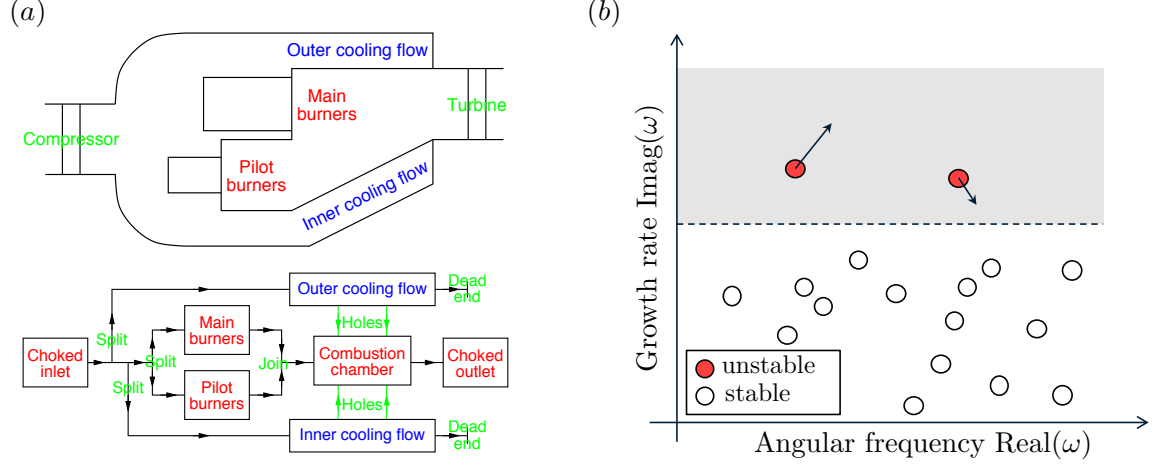 (a)
Outer cooling flow
Main
burners
Turbine
Compressor
Pilot
burners
Inner cooling flow
Dead
end
Outer cooling flow
Split
Main
burners
Holes
Choked
inlet
Split
Join
Combustion
chamber
Choked
outlet
Split
Pilot
burners
Holes
Inner cooling flow
Dead
end
(b)
Growth rate Imag(ω)
unstable
stable
Angular frequency Real(ω)